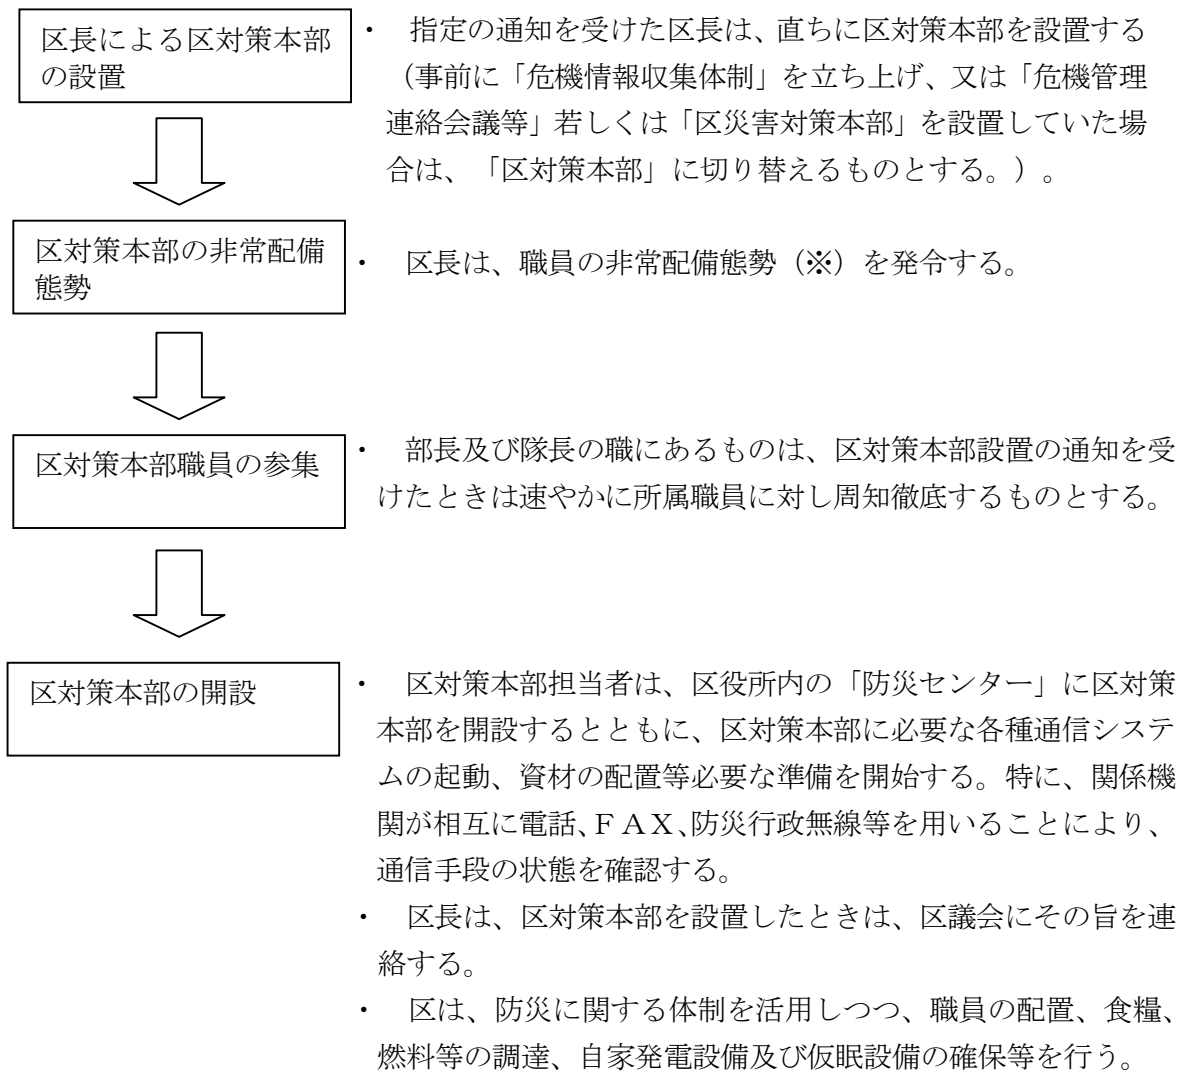 区長による区対策本部
の設置
・ 指定の通知を受けた区長は、直ちに区対策本部を設置する
（事前に「危機情報収集体制」を立ち上げ、又は「危機管理
連絡会議等」若しくは「区災害対策本部」を設置していた場
合は、「区対策本部」に切り替えるものとする。）。
区対策本部の非常配備
態勢
・ 区長は、職員の非常配備態勢（※）を発令する。
区対策本部職員の参集
・ 部長及び隊長の職にあるものは、区対策本部設置の通知を受
けたときは速やかに所属職員に対し周知徹底するものとする。
区対策本部の開設
・ 区対策本部担当者は、区役所内の「防災センター」に区対策
本部を開設するとともに、区対策本部に必要な各種通信システ
ムの起動、資材の配置等必要な準備を開始する。特に、関係機
関が相互に電話、ＦＡＸ、防災行政無線等を用いることにより、
通信手段の状態を確認する。
・ 区長は、区対策本部を設置したときは、区議会にその旨を連
絡する。
・ 区は、防災に関する体制を活用しつつ、職員の配置、食糧、
燃料等の調達、自家発電設備及び仮眠設備の確保等を行う。